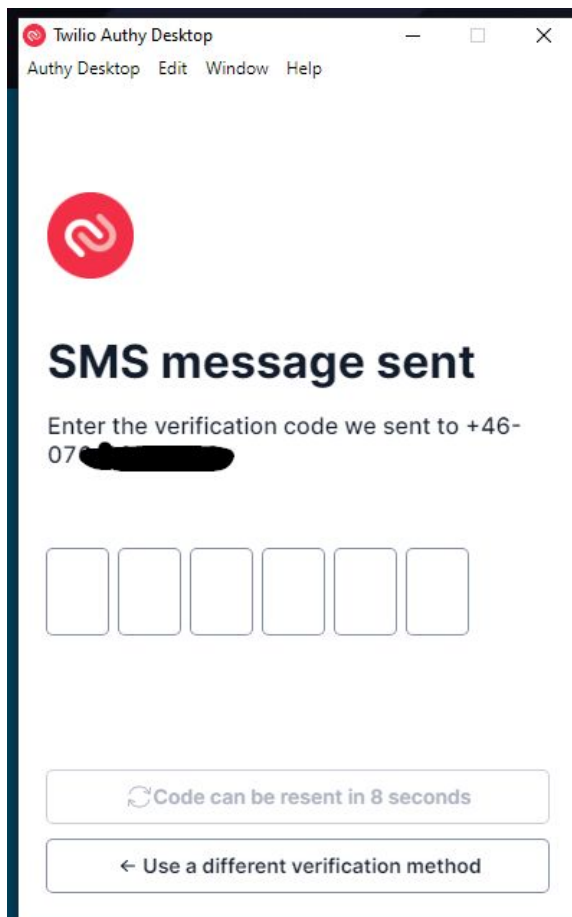 Twilio Authy Desktop
Authy Desktop Edit Window Help
SMS message sent
Enter the verification code we sent to +46-
07
Code can be resent in 8 seconds
← Use a different verification method